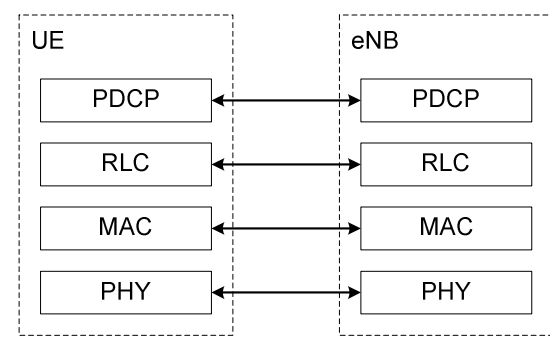 UE eNB
PDCP PDCP
RLC RLC
MAC MAC
PHY PHY